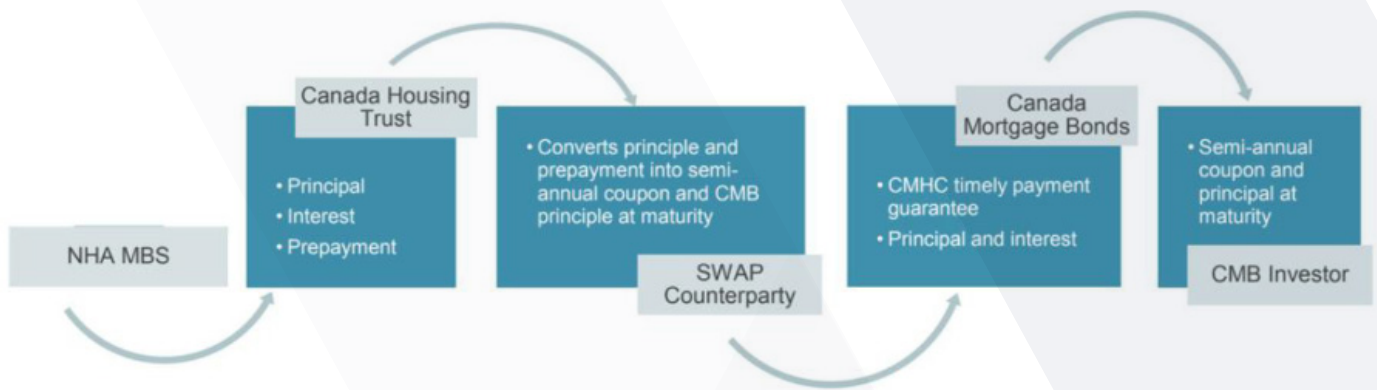 NHA MBS
Canada Housing
Trust
• Principal
• Interest
• Prepayment
• Converts principle and
prepayment into semi-
annual coupon and CMB
principle at maturity
SWAP
Counterparty
Canada
Mortgage Bonds
• CMHC timely payment
guarantee
• Principal and interest
• Semi-annual
coupon and
principal at
maturity
CMB Investor